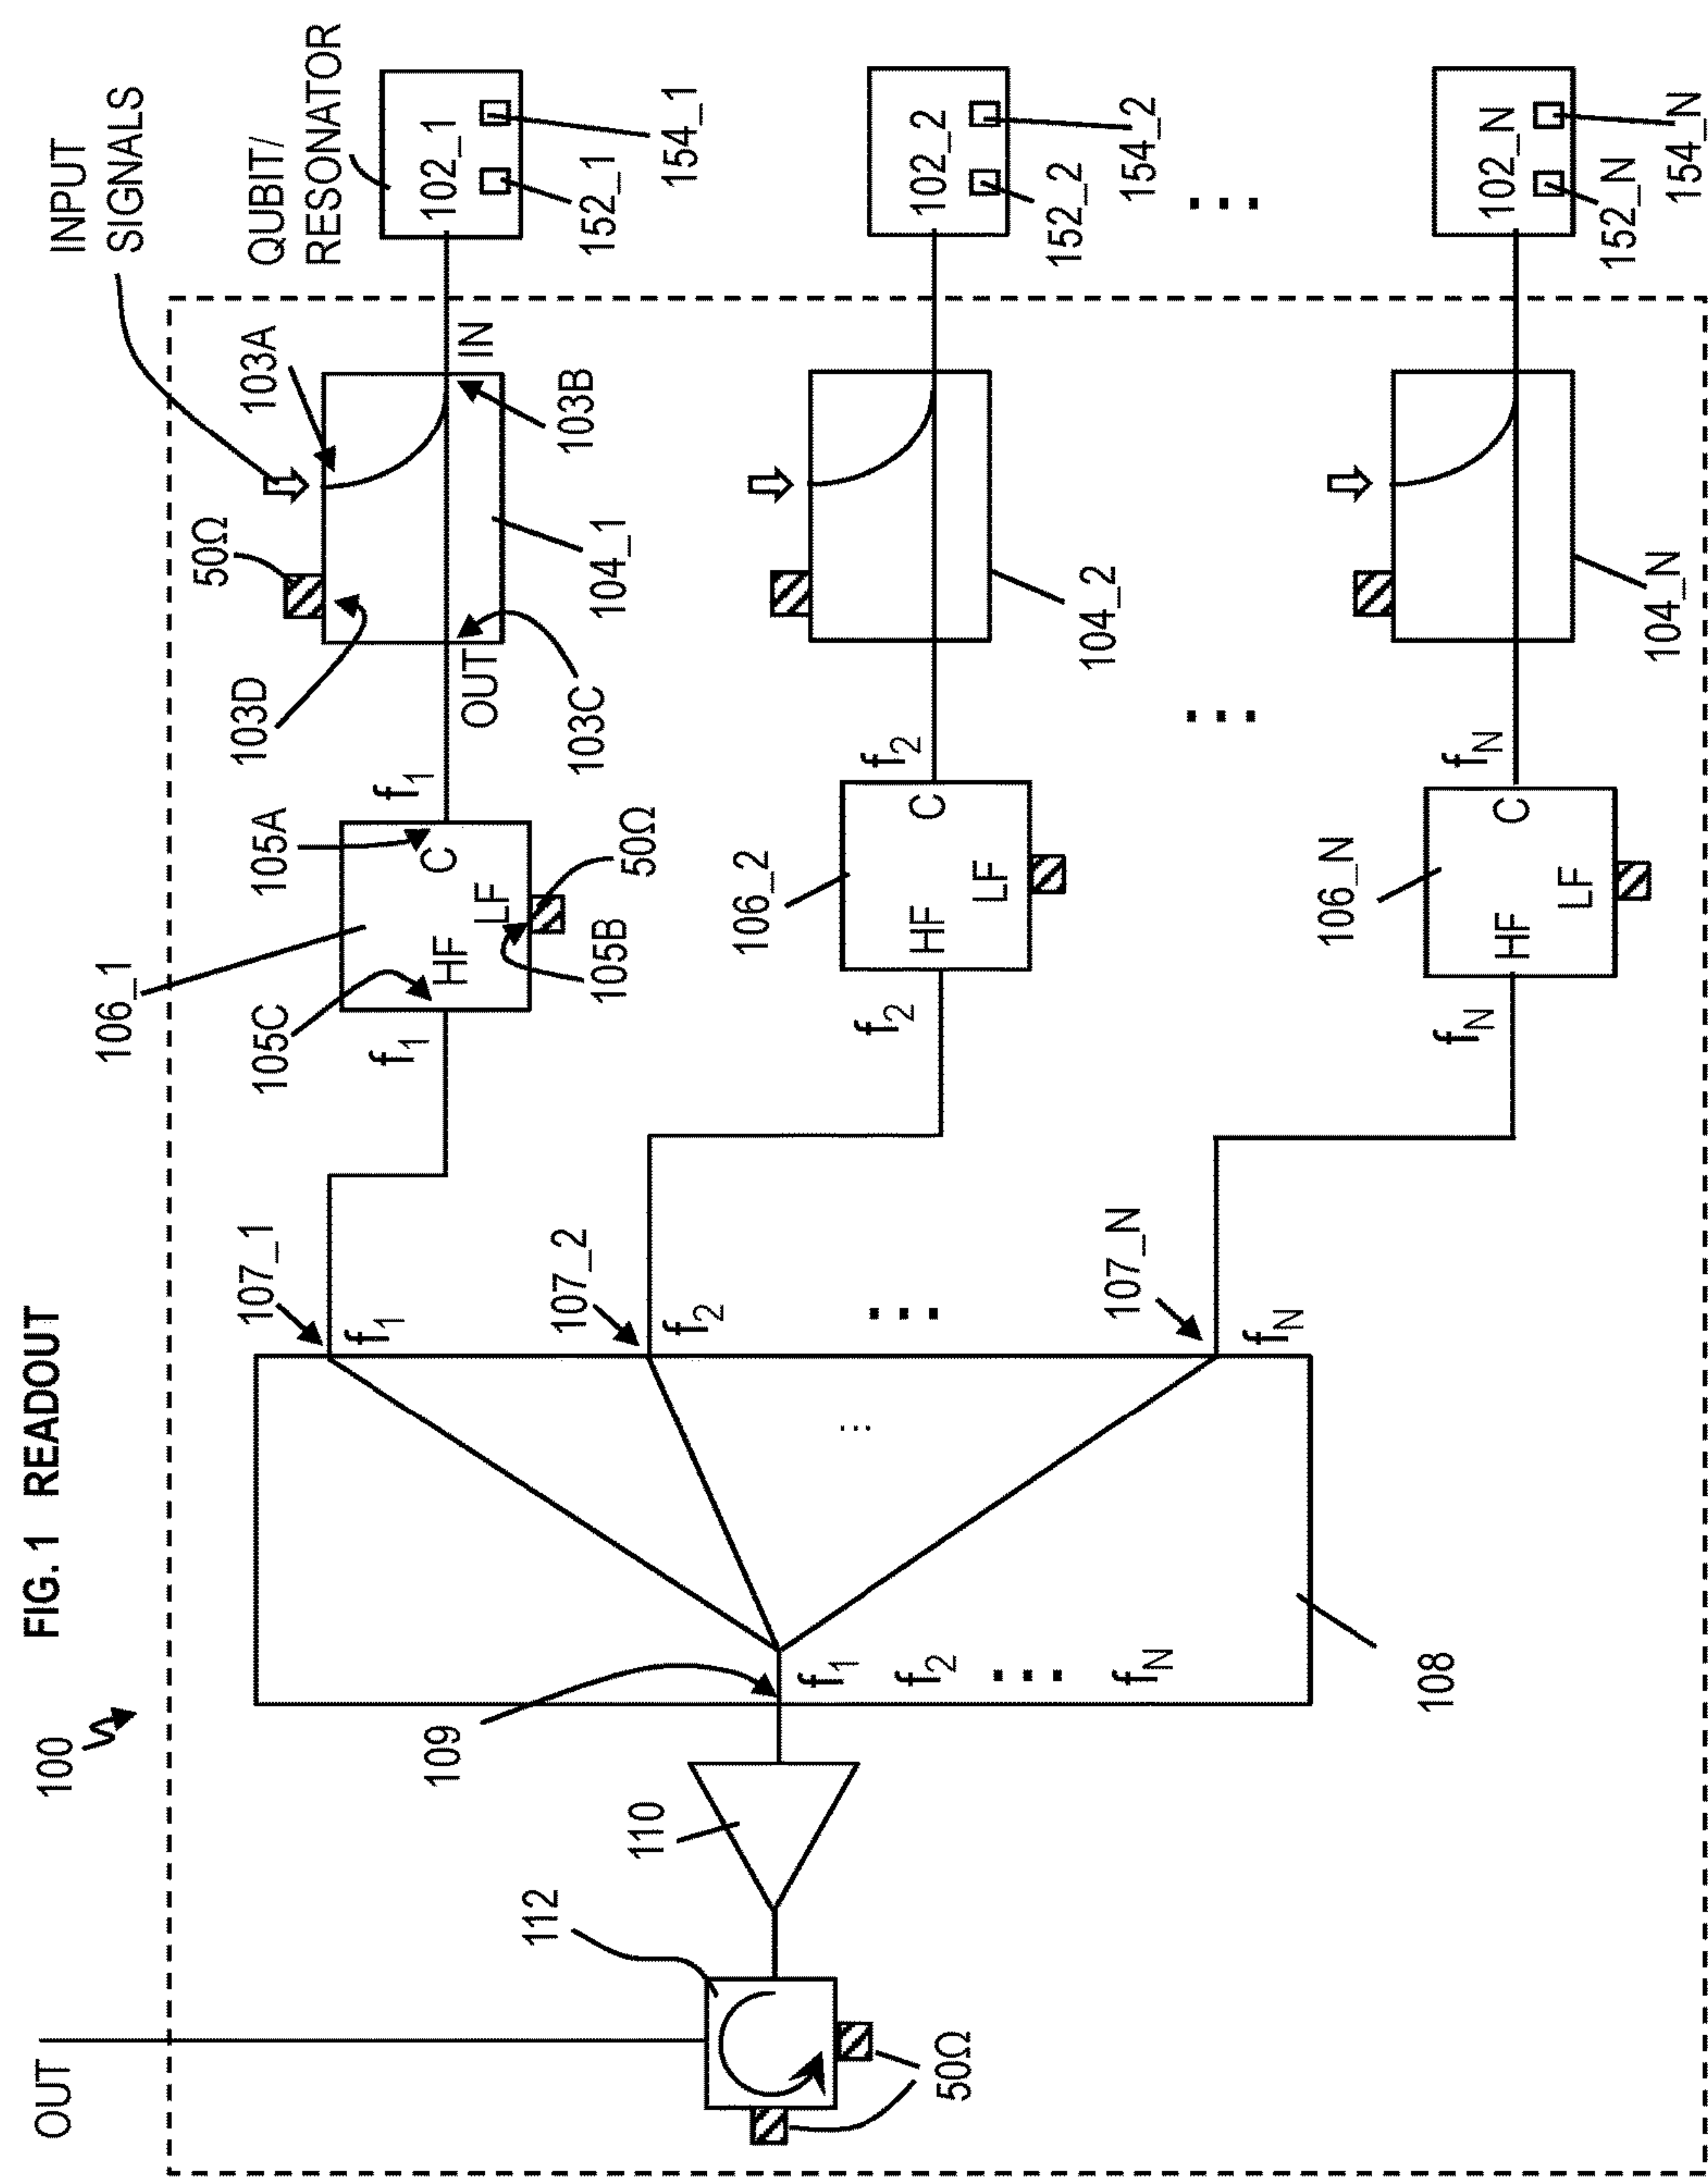 FIG. 1 READOUT
100
OUT
112
50Ω
110
109
f1
f2
fN
108
107_1
f1
107_2
f2
107_N
fN
106_1
105C
f1
HF
105A
C
LF
105B
50Ω
f1
106_2
f2
HF
C
LF
f2
106_N
fN
HF
C
LF
fN
INPUT
SIGNALS
50Ω
103D
103A
OUT
IN
103C
103B
104_1
104_2
104_N
QUBIT/
RESONATOR
102_1
152_1
154_1
102_2
152_2
154_2
102_N
152_N
154_N